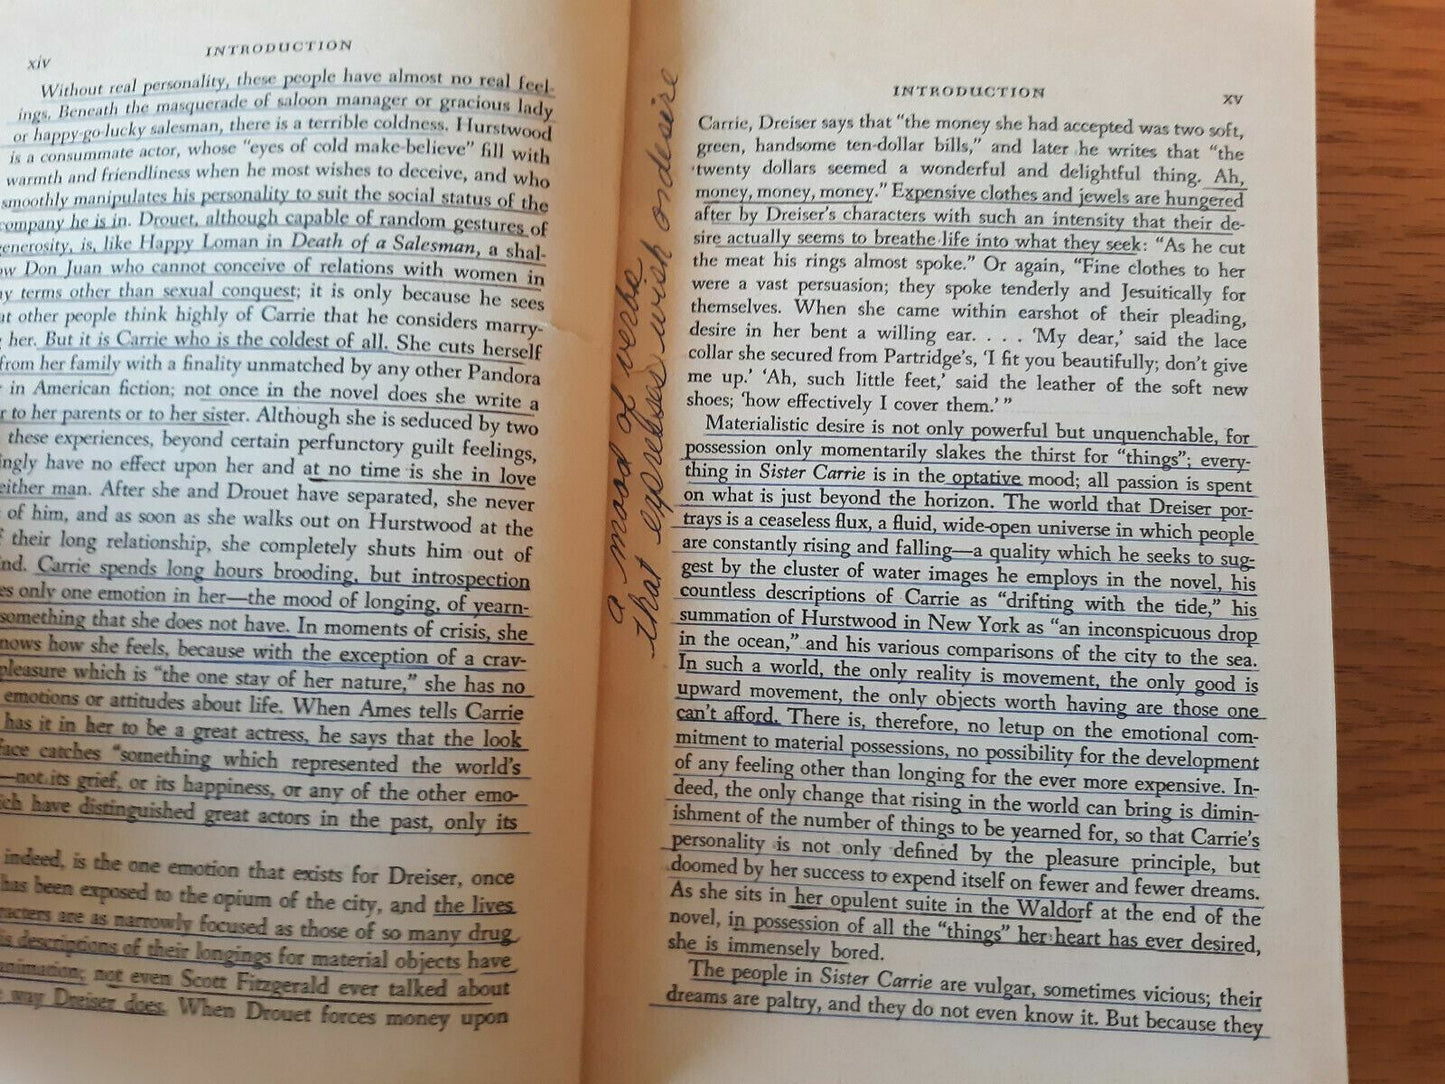 xiv
INTRODUCTION
Without real personality, these people have almost no real feel-
ings. Beneath the masquerade of saloon manager or gracious lady
or happy-go-lucky salesman, there is a terrible coldness. Hurstwood
is a consummate actor, whose "eyes of cold make-believe" fill with
warmth and friendliness when he most wishes to deceive, and who
smoothly manipulates his personality to suit the social status of the
company he is in. Drouet, although capable of random gestures of
enerosity, is, like Happy Loman in Death of a Salesman, a shal-
ow Don Juan who cannot conceive of relations with women in
y terms other than sexual conquest; it is only because he sees
at other people think highly of Carrie that he considers marry-
her. But it is Carrie who is the coldest of all. She cuts herself
from her family with a finality unmatched by any other Pandora
in American fiction; not once in the novel does she write a
r to her parents or to her sister. Although she is seduced by two
these experiences, beyond certain perfunctory guilt feelings,
ingly have no effect upon her and at no time is she in love
either man. After she and Drouet have separated, she never
of him, and as soon as she walks out on Hurstwood at the
f their long relationship, she completely shuts him out of
nd. Carrie spends long hours brooding, but introspection
es only one emotion in her—the mood of longing, of yearn-
something that she does not have. In moments of crisis, she
nows how she feels, because with the exception of a crav-
pleasure which is "the one stay of her nature," she has no
emotions or attitudes about life. When Ames tells Carrie
has it in her to be a great actress, he says that the look
face catches "something which represented the world's
—not its grief, or its happiness, or any of the other emo-
ich have distinguished great actors in the past, only its
indeed, is the one emotion that exists for Dreiser, once
has been exposed to the opium of the city, and the lives
racters are as narrowly focused as those of so many drug
is descriptions of their longings for material objects have
animation; not even Scott Fitzgerald ever talked about
e way Dreiser does. When Drouet forces money upon
a mood of verbs
that expresses wish or desire
INTRODUCTION
xv
Carrie, Dreiser says that "the money she had accepted was two soft,
green, handsome ten-dollar bills," and later he writes that "the
twenty dollars seemed a wonderful and delightful thing. Ah,
money, money, money." Expensive clothes and jewels are hungered
after by Dreiser's characters with such an intensity that their de-
sire actually seems to breathe life into what they seek: "As he cut
the meat his rings almost spoke." Or again, "Fine clothes to her
were a vast persuasion; they spoke tenderly and Jesuitically for
themselves. When she came within earshot of their pleading,
desire in her bent a willing ear. . . . 'My dear,' said the lace
collar she secured from Partridge's, 'I fit you beautifully; don't give
me up.' 'Ah, such little feet,' said the leather of the soft new
shoes; 'how effectively I cover them.' "
Materialistic desire is not only powerful but unquenchable, for
possession only momentarily slakes the thirst for "things"; every-
thing in Sister Carrie is in the optative mood; all passion is spent
on what is just beyond the horizon. The world that Dreiser por-
trays is a ceaseless flux, a fluid, wide-open universe in which people
are constantly rising and falling—a quality which he seeks to sug-
gest by the cluster of water images he employs in the novel, his
countless descriptions of Carrie as "drifting with the tide," his
summation of Hurstwood in New York as "an inconspicuous drop
in the ocean," and his various comparisons of the city to the sea.
In such a world, the only reality is movement, the only good is
upward movement, the only objects worth having are those one
can't afford. There is, therefore, no letup on the emotional com-
mitment to material possessions, no possibility for the development
of any feeling other than longing for the ever more expensive. In-
deed, the only change that rising in the world can bring is dimin-
ishment of the number of things to be yearned for, so that Carrie's
personality is not only defined by the pleasure principle, but
doomed by her success to expend itself on fewer and fewer dreams.
As she sits in her opulent suite in the Waldorf at the end of the
novel, in possession of all the "things" her heart has ever desired,
she is immensely bored.
The people in Sister Carrie are vulgar, sometimes vicious; their
dreams are paltry, and they do not even know it. But because they